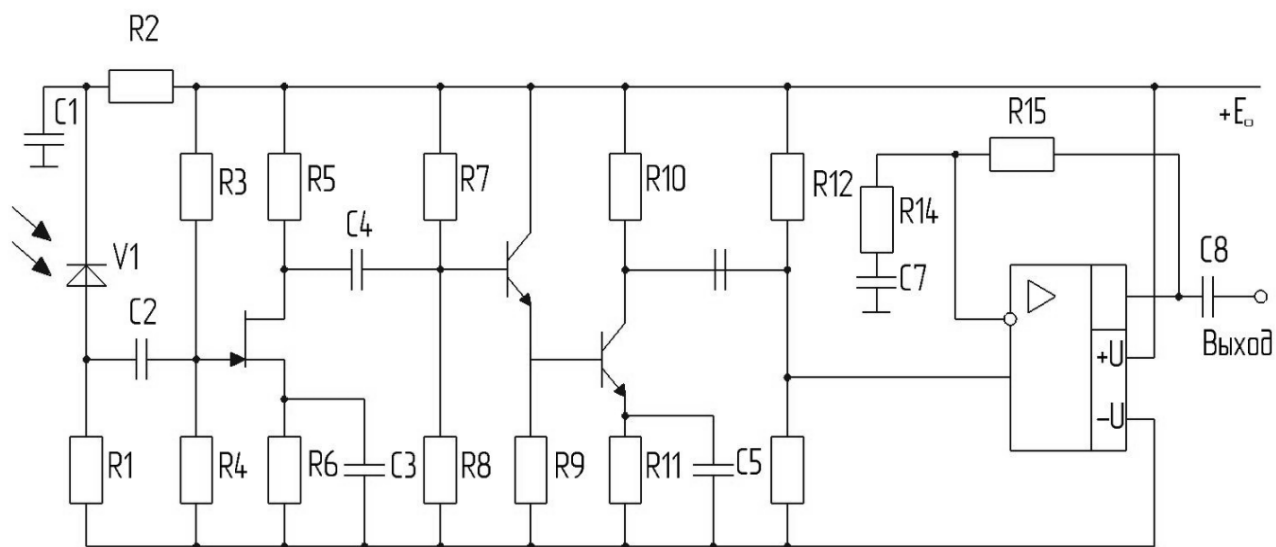 R2
C1
+E₀
R15
R3
R5
R7
R10
R12
R14
C4
V1
C7
C8
C2
Выход
+U
-U
R1
R4
R6
C3
R8
R9
R11
C5